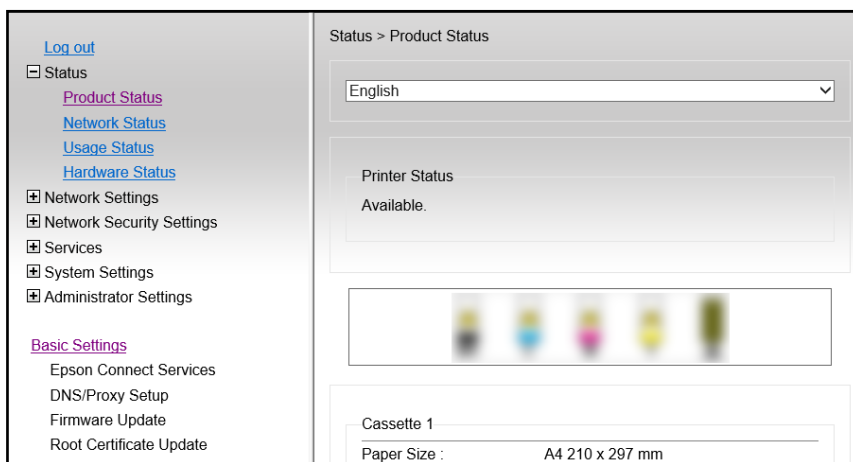 Log out
Status
Product Status
Network Status
Usage Status
Hardware Status
Network Settings
Network Security Settings
Services
System Settings
Administrator Settings
Basic Settings
Epson Connect Services
DNS/Proxy Setup
Firmware Update
Root Certificate Update
Status > Product Status
English
Printer Status
Available.
Cassette 1
Paper Size : A4 210 x 297 mm